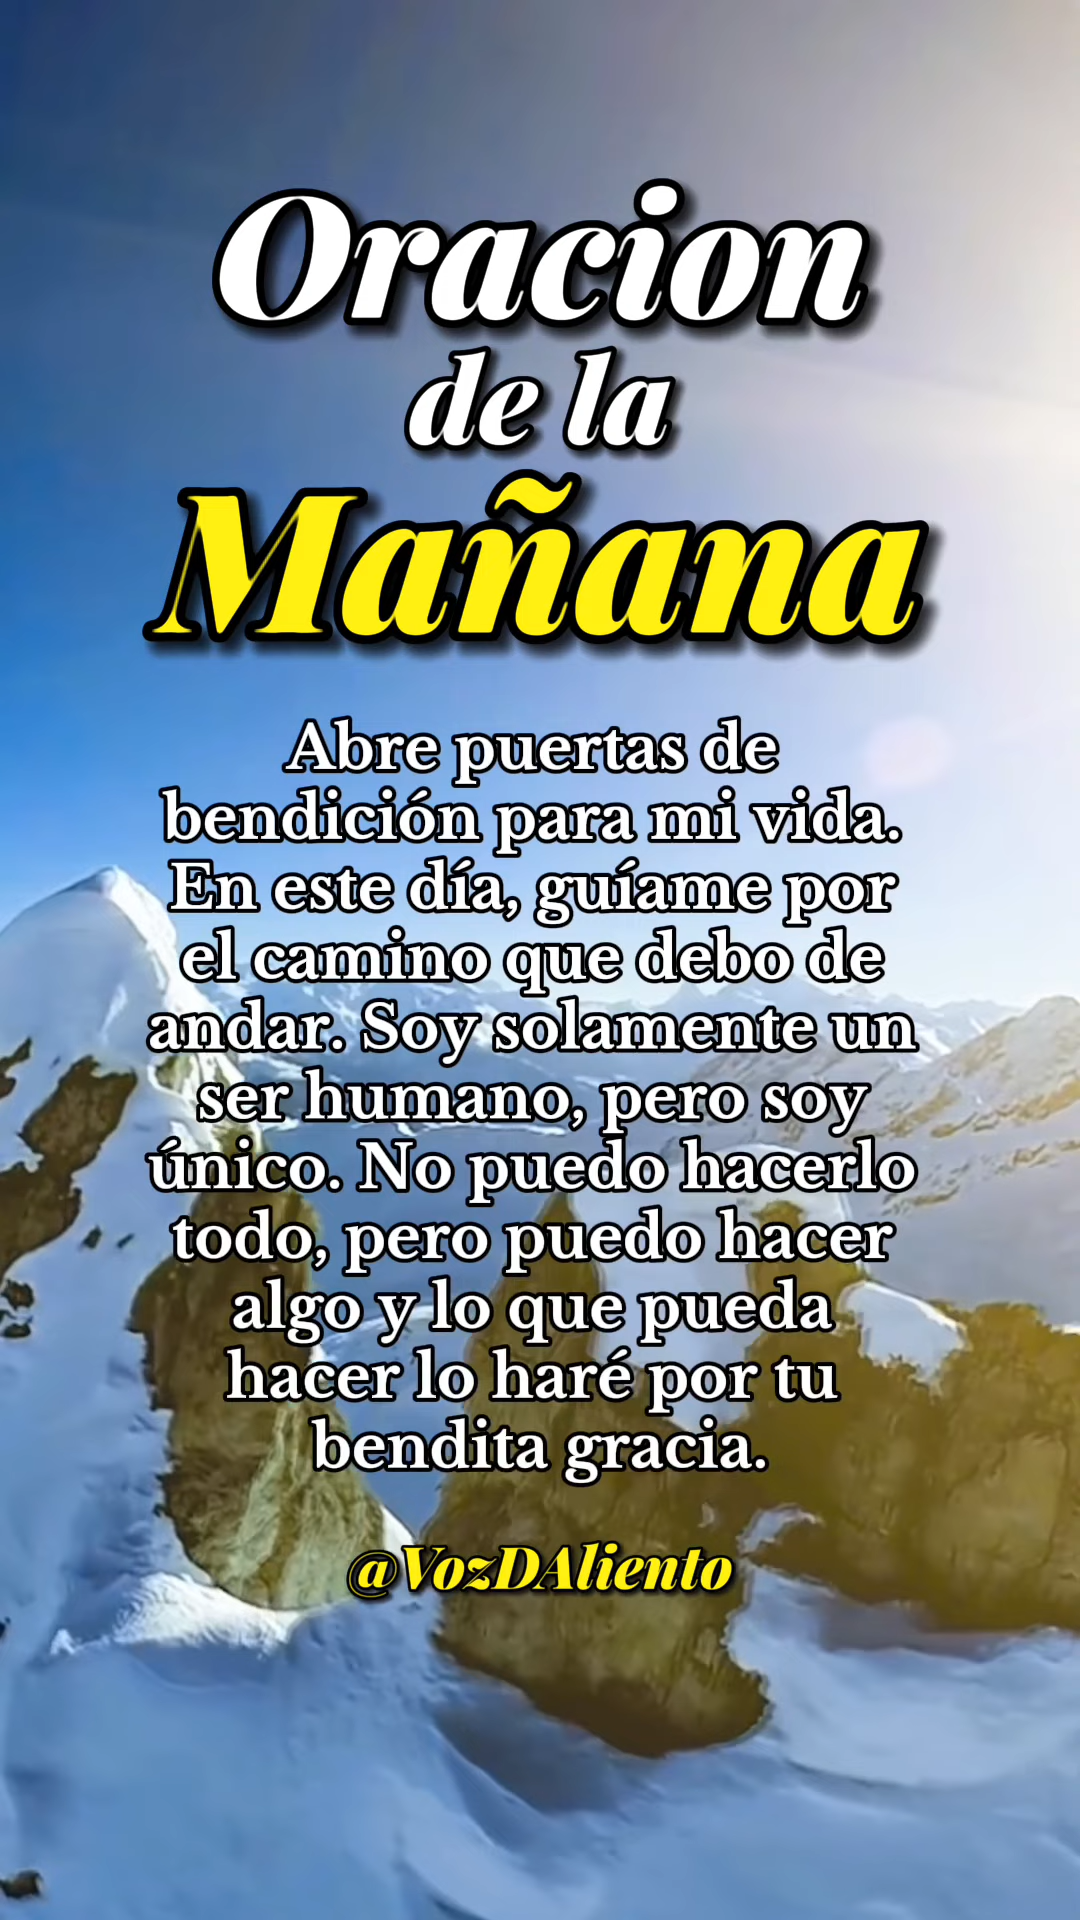 Oracion
de la
Mañana
Abre puertas de
bendición para mi vida.
En este día, guíame por
el camino que debo de
andar. Soy solamente un
ser humano, pero soy
único. No puedo hacerlo
todo, pero puedo hacer
algo y lo que pueda
hacer lo haré por tu
bendita gracia.
@VozDAliento